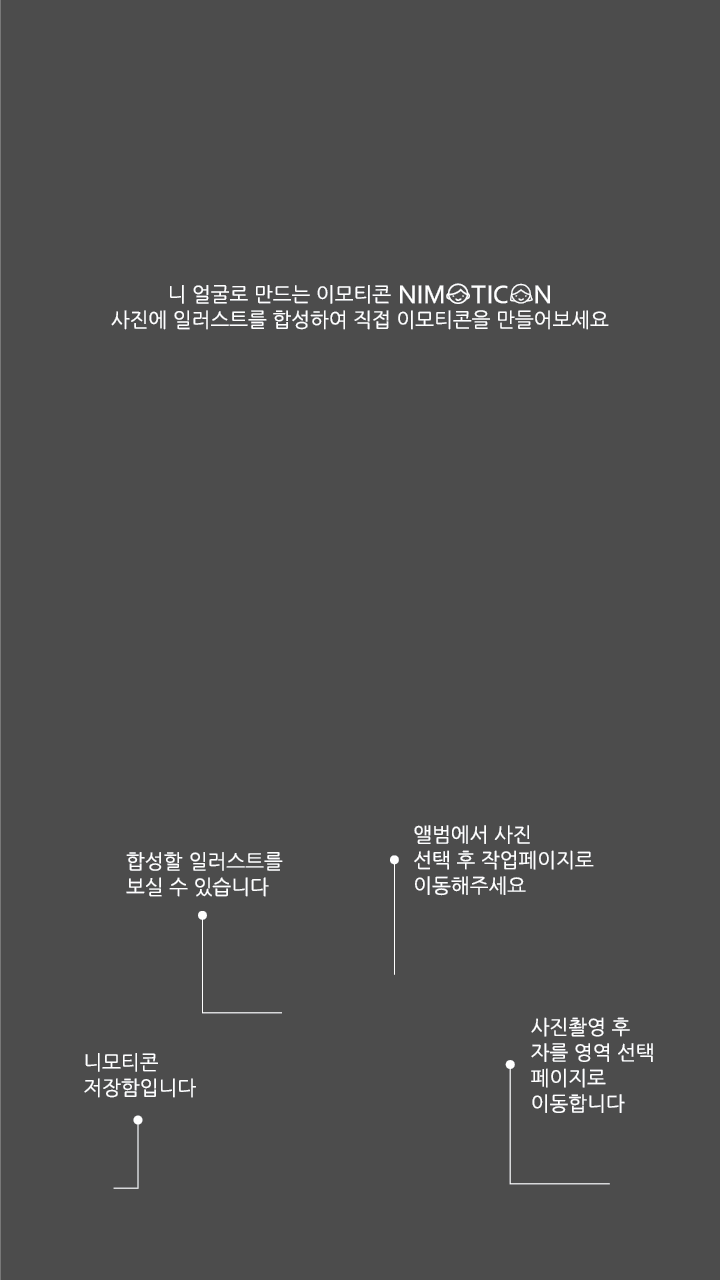 니 얼굴로 만드는 이모티콘 NIMOTICON
사진에 일러스트를 합성하여 직접 이모티콘을 만들어보세요
앨범에서 사진
선택 후 작업페이지로
이동해주세요
합성할 일러스트를
보실 수 있습니다
사진촬영 후
자를 영역 선택
페이지로
이동합니다
니모티콘
저장함입니다